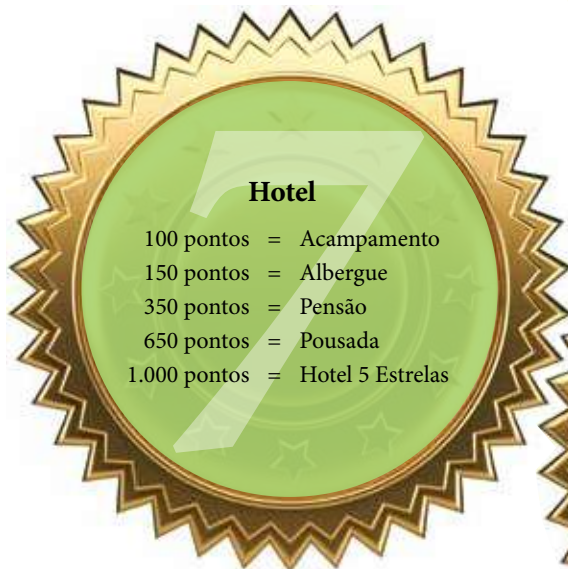 7
Hotel
100 pontos = Acampamento
150 pontos = Albergue
350 pontos = Pensão
650 pontos = Pousada
1.000 pontos = Hotel 5 Estrelas